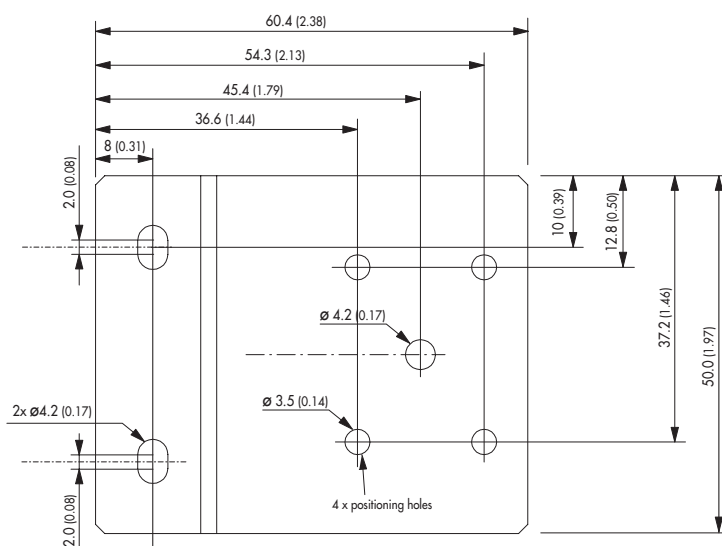 60.4 (2.38)
54.3 (2.13)
45.4 (1.79)
36.6 (1.44)
8 (0.31)
2.0 (0.08)
10 (0.39)
12.8 (0.50)
37.2 (1.46)
50.0 (1.97)
ø 4.2 (0.17)
ø 3.5 (0.14)
2x ø4.2 (0.17)
4 x positioning holes
2.0 (0.08)